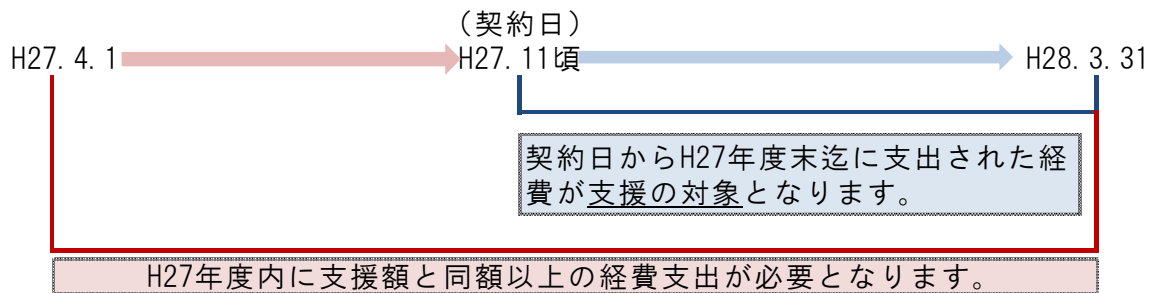 （契約日）
H27.4.1 H27.11頃 H28.3.31
契約日からH27年度末迄に支出された経
費が支援の対象となります。
H27年度内に支援額と同額以上の経費支出が必要となります。